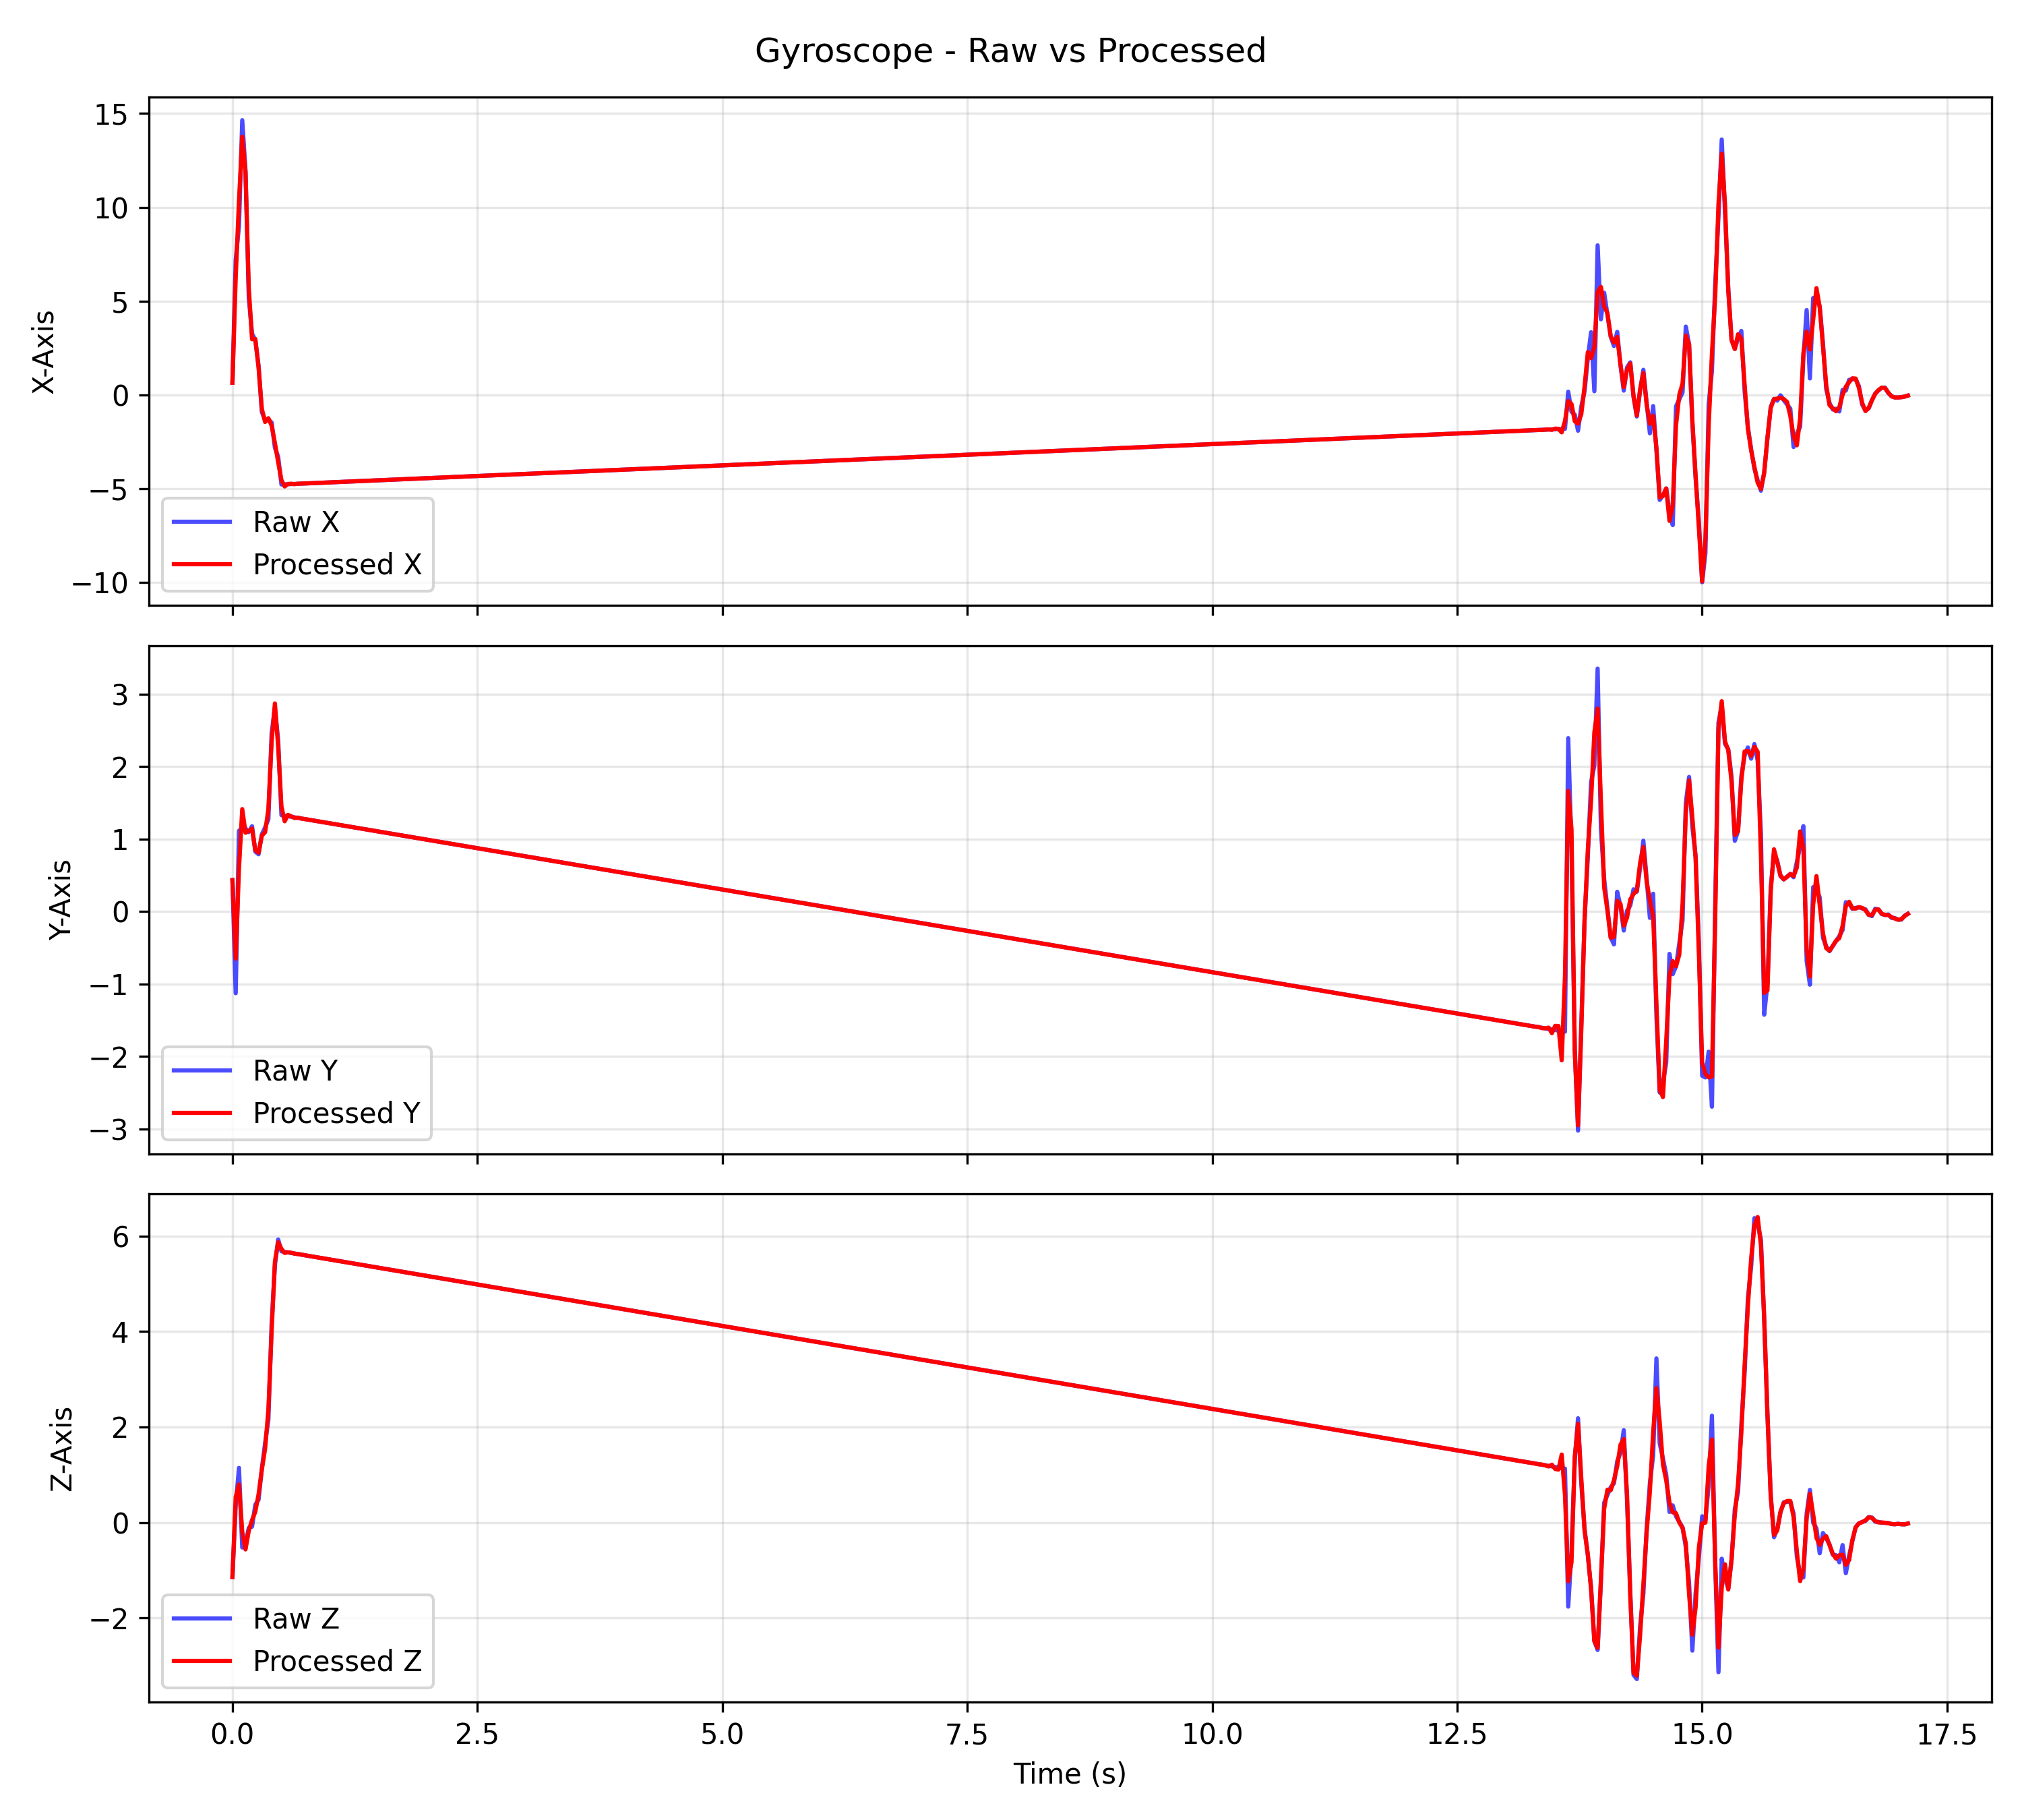 Gyroscope - Raw vs Processed
15
10
5
0
−5
−10
X-Axis
Raw X
Processed X
3
2
1
0
−1
−2
−3
Y-Axis
Raw Y
Processed Y
6
4
2
0
−2
Z-Axis
Raw Z
Processed Z
0.0 2.5 5.0 7.5 10.0 12.5 15.0 17.5
Time (s)